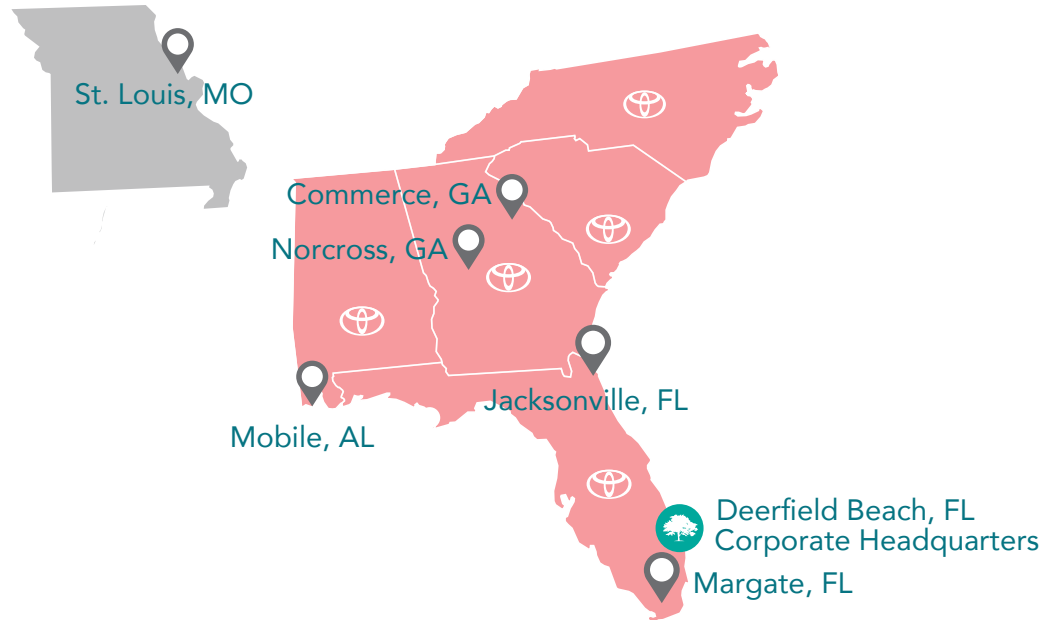 St. Louis, MO
Commerce, GA
Norcross, GA
Jacksonville, FL
Mobile, AL
Deerfield Beach, FL
Corporate Headquarters
Margate, FL